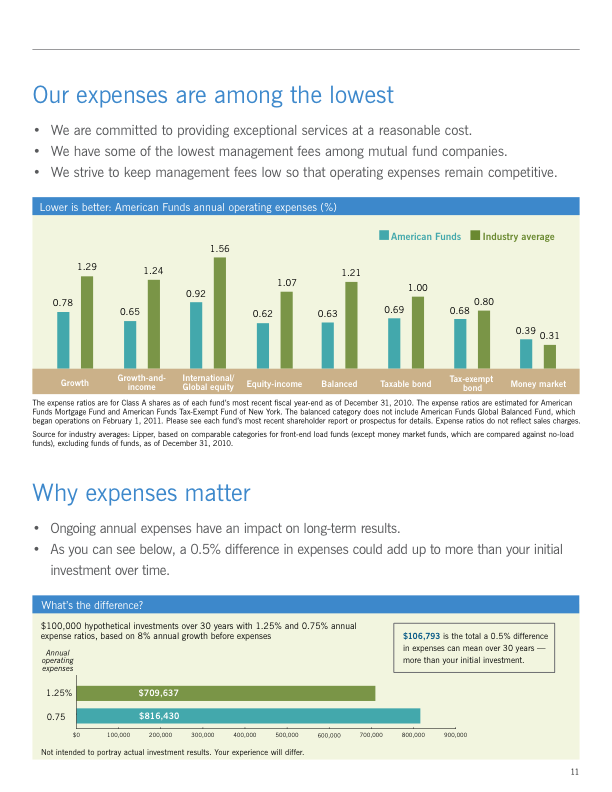 Our expenses are among the lowest
• We are committed to providing exceptional services at a reasonable cost.
• We have some of the lowest management fees among mutual fund companies.
• We strive to keep management fees low so that operating expenses remain competitive.
Lower is better: American Funds annual operating expenses (%)
American Funds Industry average
0.78 1.29 0.65 1.24 0.92 1.56 0.62 1.07 0.63 1.21 0.69 1.00 0.68 0.80 0.39 0.31
Growth
Growth-and-
income
International/
Global equity
Equity-income
Balanced
Taxable bond
Tax-exempt
bond
Money market
The expense ratios are for Class A shares as of each fund's most recent fiscal year-end as of December 31, 2010. The expense ratios are estimated for American
Funds Mortgage Fund and American Funds Tax-Exempt Fund of New York. The balanced category does not include American Funds Global Balanced Fund, which
began operations on February 1, 2011. Please see each fund's most recent shareholder report or prospectus for details. Expense ratios do not reflect sales charges.
Source for industry averages: Lipper, based on comparable categories for front-end load funds (except money market funds, which are compared against no-load
funds), excluding funds of funds, as of December 31, 2010.
Why expenses matter
• Ongoing annual expenses have an impact on long-term results.
• As you can see below, a 0.5% difference in expenses could add up to more than your initial
investment over time.
What's the difference?
$100,000 hypothetical investments over 30 years with 1.25% and 0.75% annual
expense ratios, based on 8% annual growth before expenses
$106,793 is the total a 0.5% difference
in expenses can mean over 30 years —
more than your initial investment.
Annual
operating
expenses
1.25% $709,637
0.75 $816,430
$0 100,000 200,000 300,000 400,000 500,000 600,000 700,000 800,000 900,000
Not intended to portray actual investment results. Your experience will differ.
11